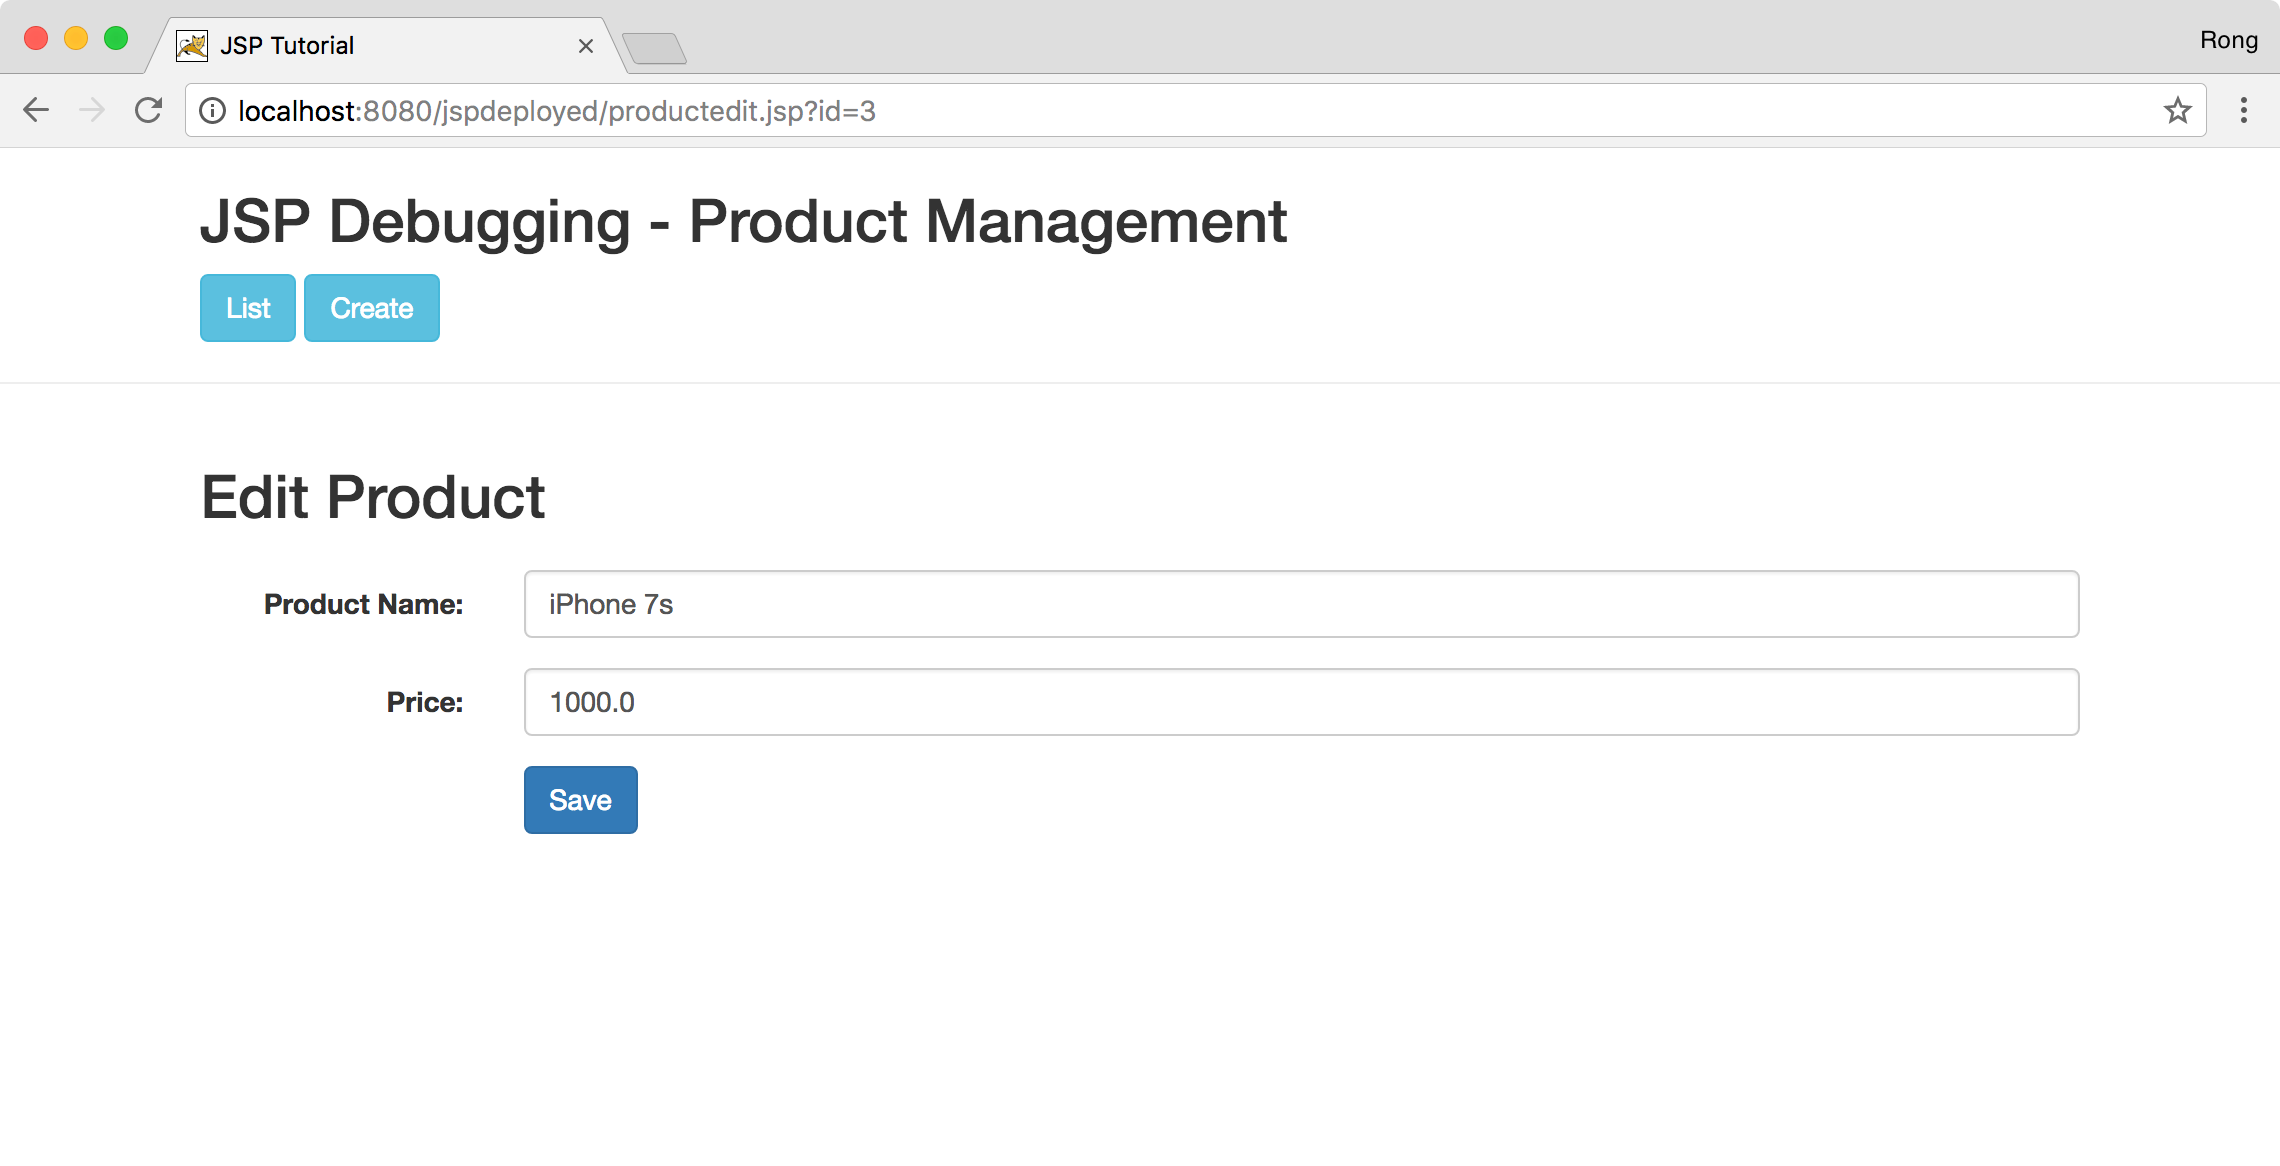 JSP Tutorial
Rong
localhost:8080/jspdeployed/productedit.jsp?id=3
JSP Debugging - Product Management
List Create
Edit Product
Product Name: iPhone 7s
Price: 1000.0
Save